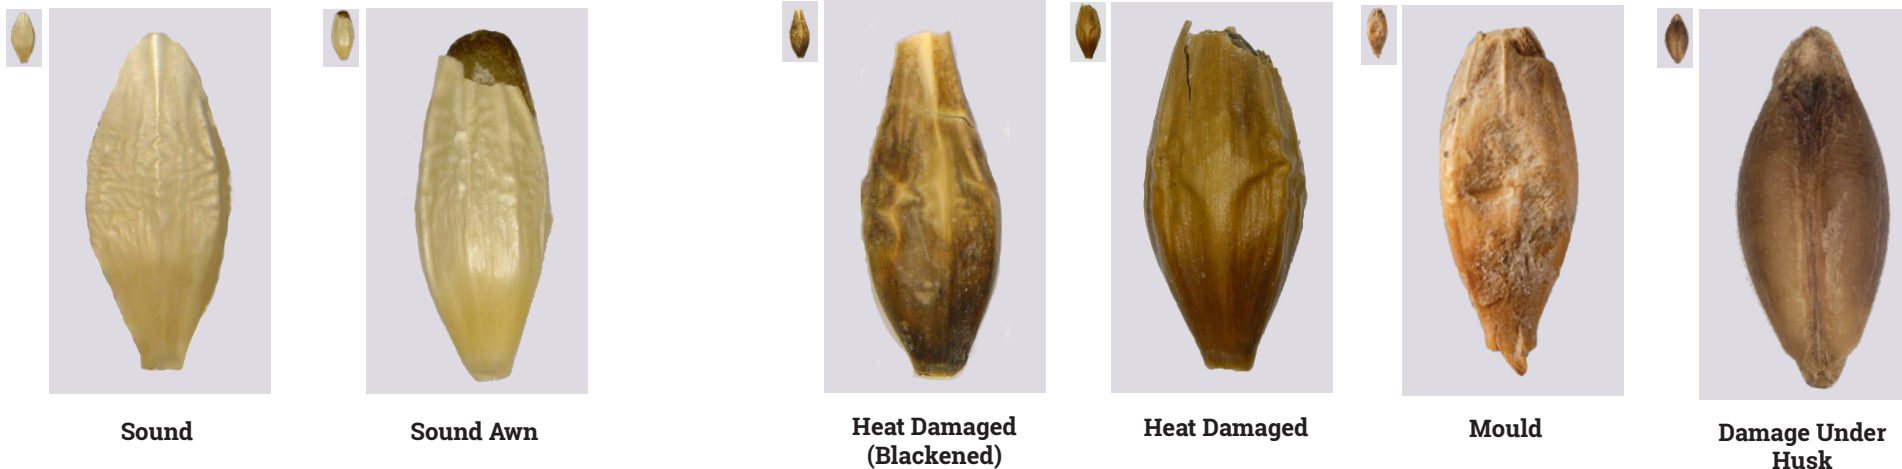 Sound
Sound Awn
Heat Damaged
(Blackened)
Heat Damaged
Mould
Damage Under
Husk